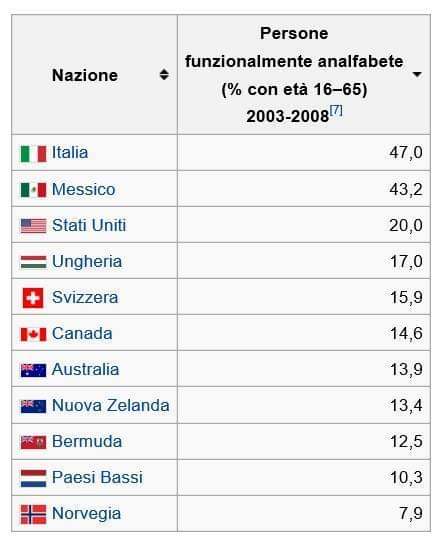 Nazione
Persone
funzionalmente analfabete
(% con età 16–65)
2003-2008[7]
Italia 47,0
Messico 43,2
Stati Uniti 20,0
Ungheria 17,0
Svizzera 15,9
Canada 14,6
Australia 13,9
Nuova Zelanda 13,4
Bermuda 12,5
Paesi Bassi 10,3
Norvegia 7,9